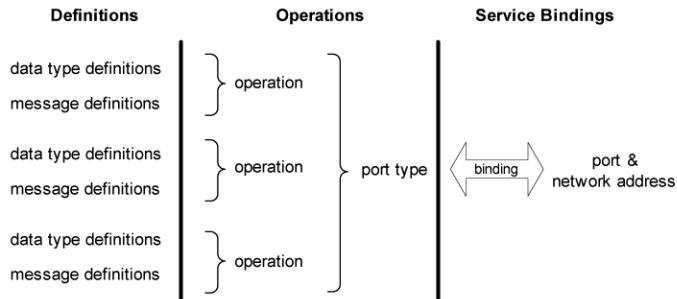 Definitions
Operations
Service Bindings
data type definitions
message definitions
operation
data type definitions
message definitions
operation
data type definitions
message definitions
operation
port type
binding
port &
network address